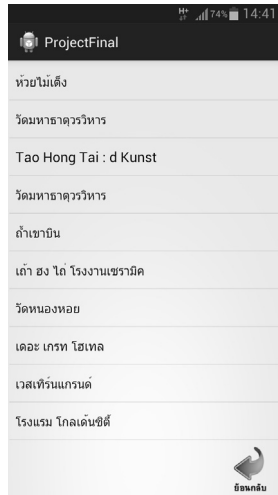 H+ 74% 14:41
ProjectFinal
ห้วยไม้เต็ง
วัดมหาธาตุวรวิหาร
Tao Hong Tai : d Kunst
วัดมหาธาตุวรวิหาร
ถ้ำเขาบิน
เถ้า ฮง ไถ่ โรงงานเซรามิค
วัดหนองหอย
เดอะ เกรท โฮเทล
เวสเทิร์นแกรนด์
โรงแรม โกลเด้นซิตี้
ย้อนกลับ